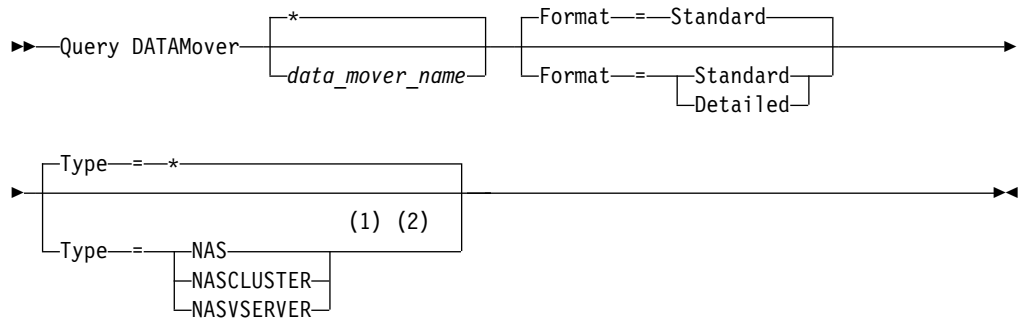 *
Format = Standard
Query DATAMover
data_mover_name
Format = Standard
Detailed
Type = *
(1) (2)
Type = NAS
NASCLUSTER
NASVSERVER